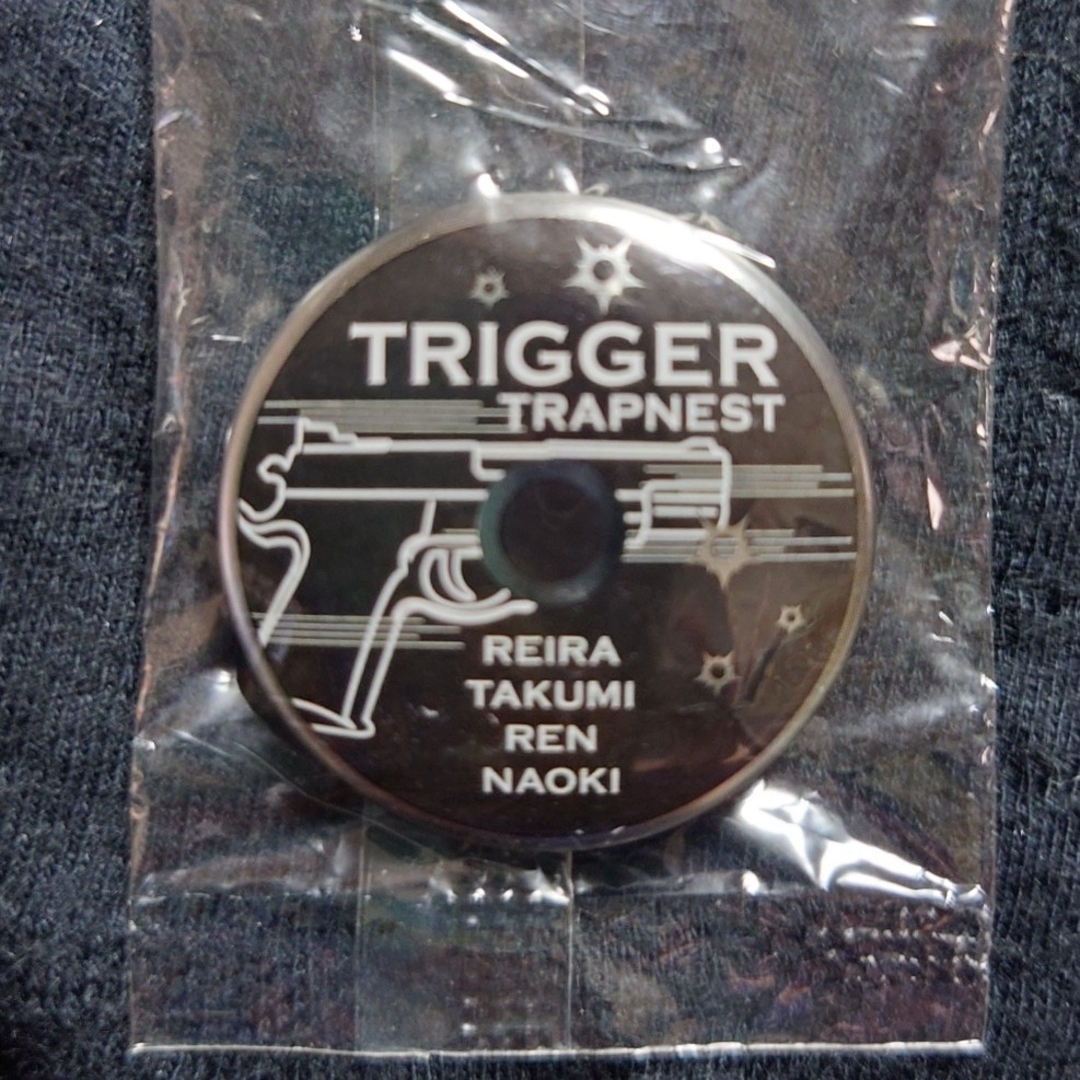 TRIGGER
TRAPNEST
REIRA
TAKUMI
REN
NAOKI